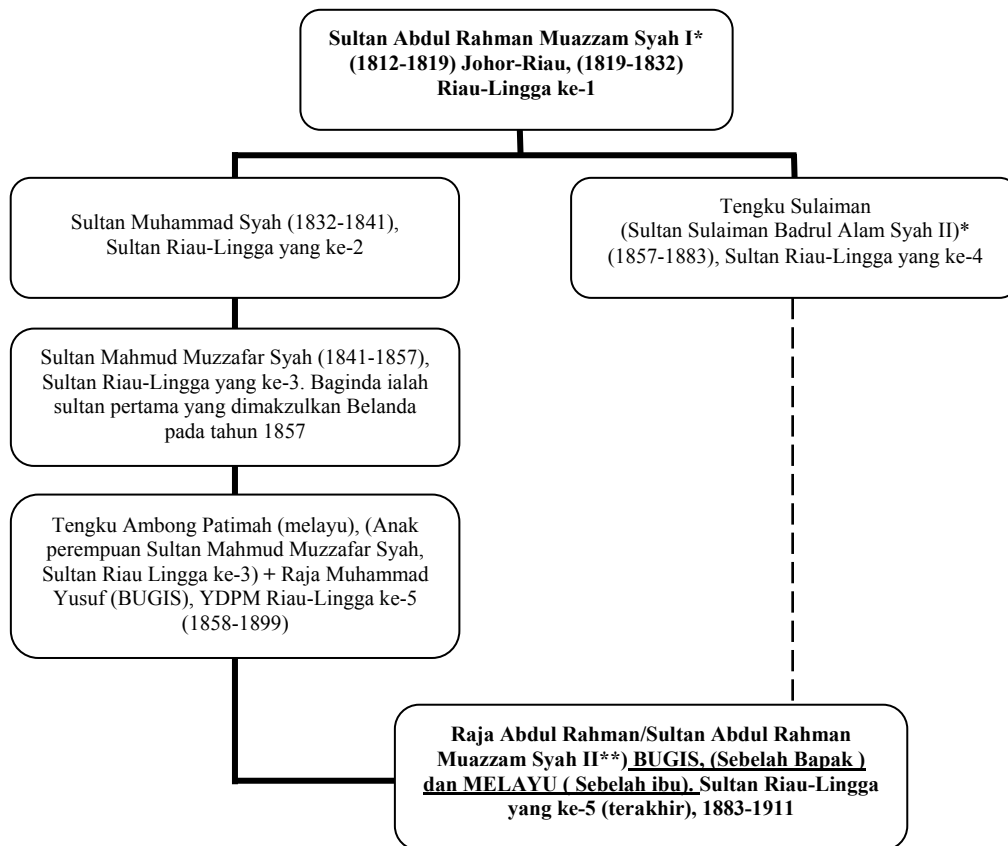 Sultan Abdul Rahman Muazzam Syah I*
(1812-1819) Johor-Riau, (1819-1832)
Riau-Lingga ke-1
Sultan Muhammad Syah (1832-1841),
Sultan Riau-Lingga yang ke-2
Tengku Sulaiman
(Sultan Sulaiman Badrul Alam Syah II)*
(1857-1883), Sultan Riau-Lingga yang ke-4
Sultan Mahmud Muzzafar Syah (1841-1857),
Sultan Riau-Lingga yang ke-3. Baginda ialah
sultan pertama yang dimakzulkan Belanda
pada tahun 1857
Tengku Ambong Patimah (melayu), (Anak
perempuan Sultan Mahmud Muzzafar Syah,
Sultan Riau Lingga ke-3) + Raja Muhammad
Yusuf (BUGIS), YDPM Riau-Lingga ke-5
(1858-1899)
Raja Abdul Rahman/Sultan Abdul Rahman
Muazzam Syah II**) BUGIS, (Sebelah Bapak )
dan MELAYU ( Sebelah ibu). Sultan Riau-Lingga
yang ke-5 (terakhir), 1883-1911